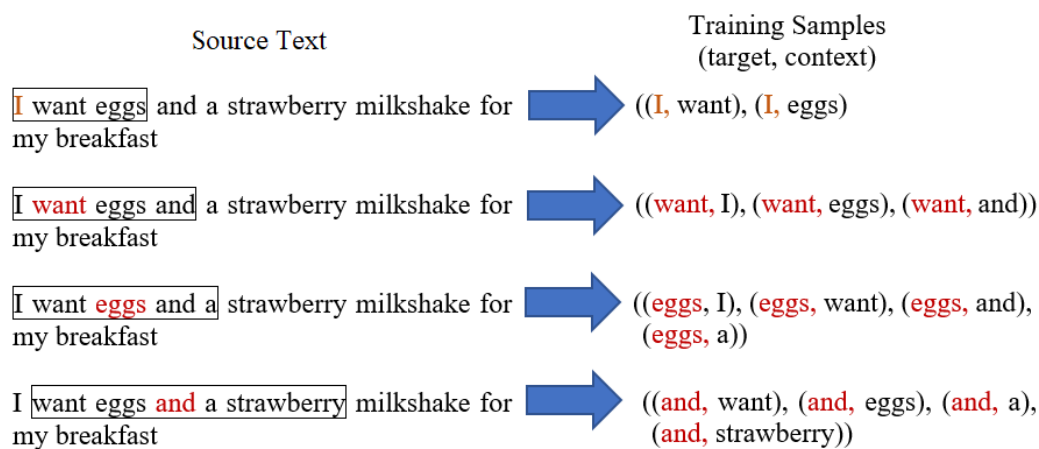 Source Text
Training Samples
(target, context)
I want eggs and a strawberry milkshake for
my breakfast
((I, want), (I, eggs)
I want eggs and a strawberry milkshake for
my breakfast
((want, I), (want, eggs), (want, and))
I want eggs and a strawberry milkshake for
my breakfast
((eggs, I), (eggs, want), (eggs, and),
(eggs, a))
I want eggs and a strawberry milkshake for
my breakfast
((and, want), (and, eggs), (and, a),
(and, strawberry))